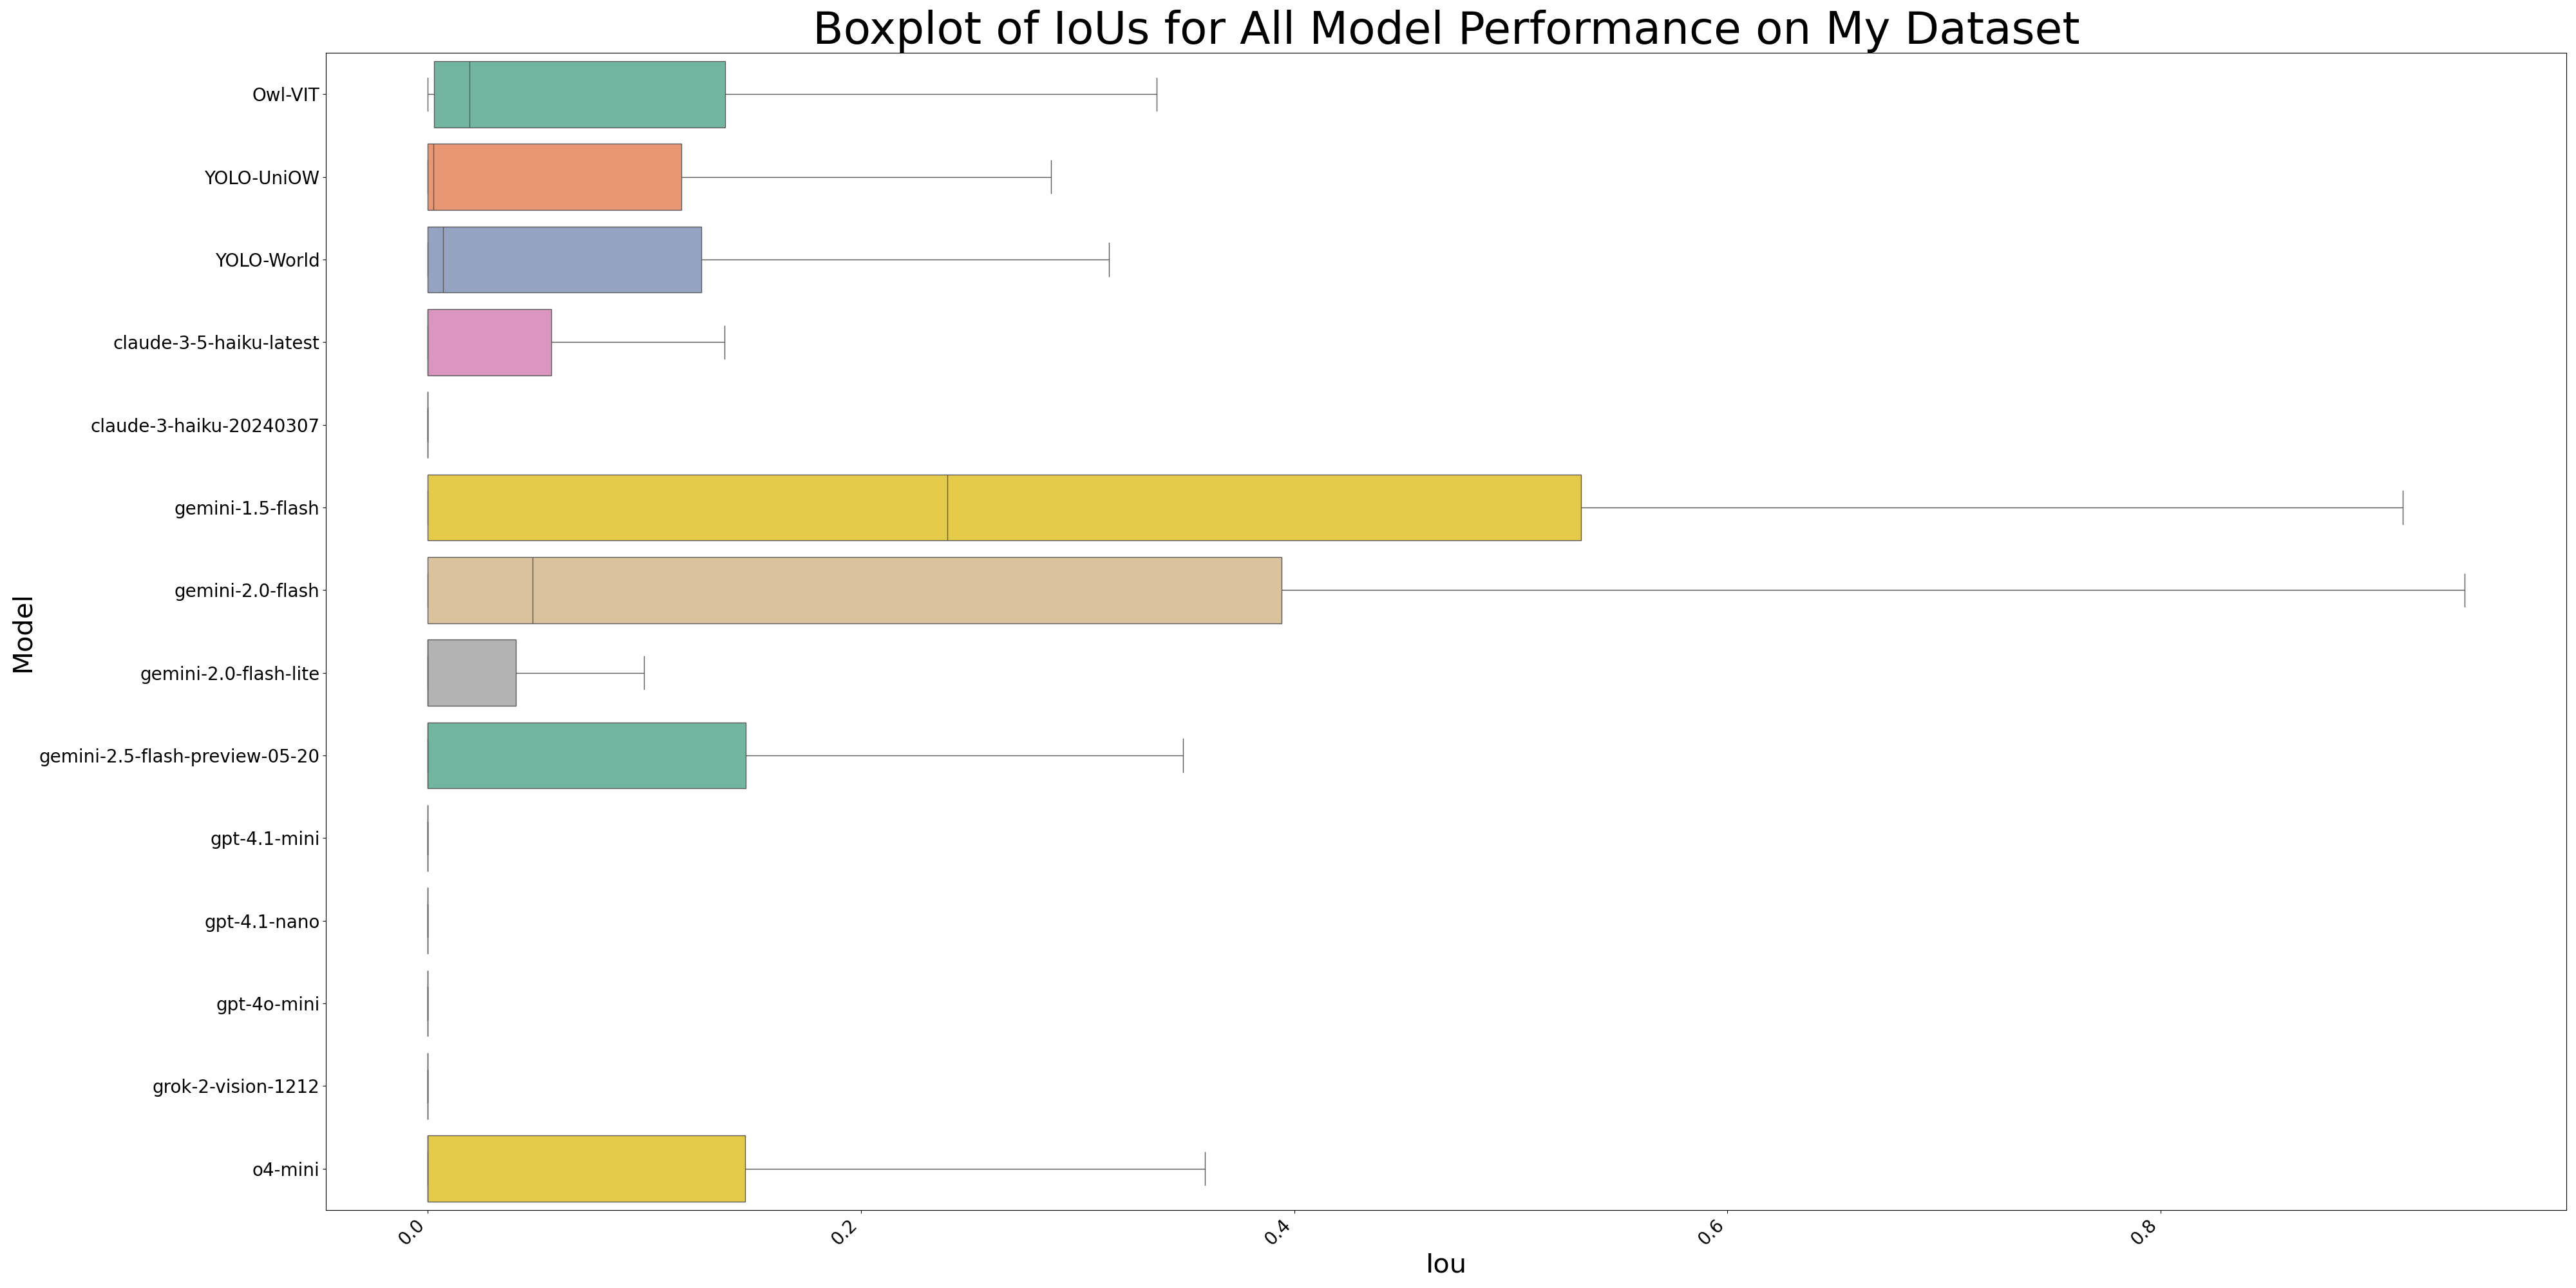 Boxplot of IoUs for All Model Performance on My Dataset
Model
Owl-VIT
YOLO-UniOW
YOLO-World
claude-3-5-haiku-latest
claude-3-haiku-20240307
gemini-1.5-flash
gemini-2.0-flash
gemini-2.0-flash-lite
gemini-2.5-flash-preview-05-20
gpt-4.1-mini
gpt-4.1-nano
gpt-4o-mini
grok-2-vision-1212
o4-mini
0.0 0.2 0.4 0.6 0.8
Iou